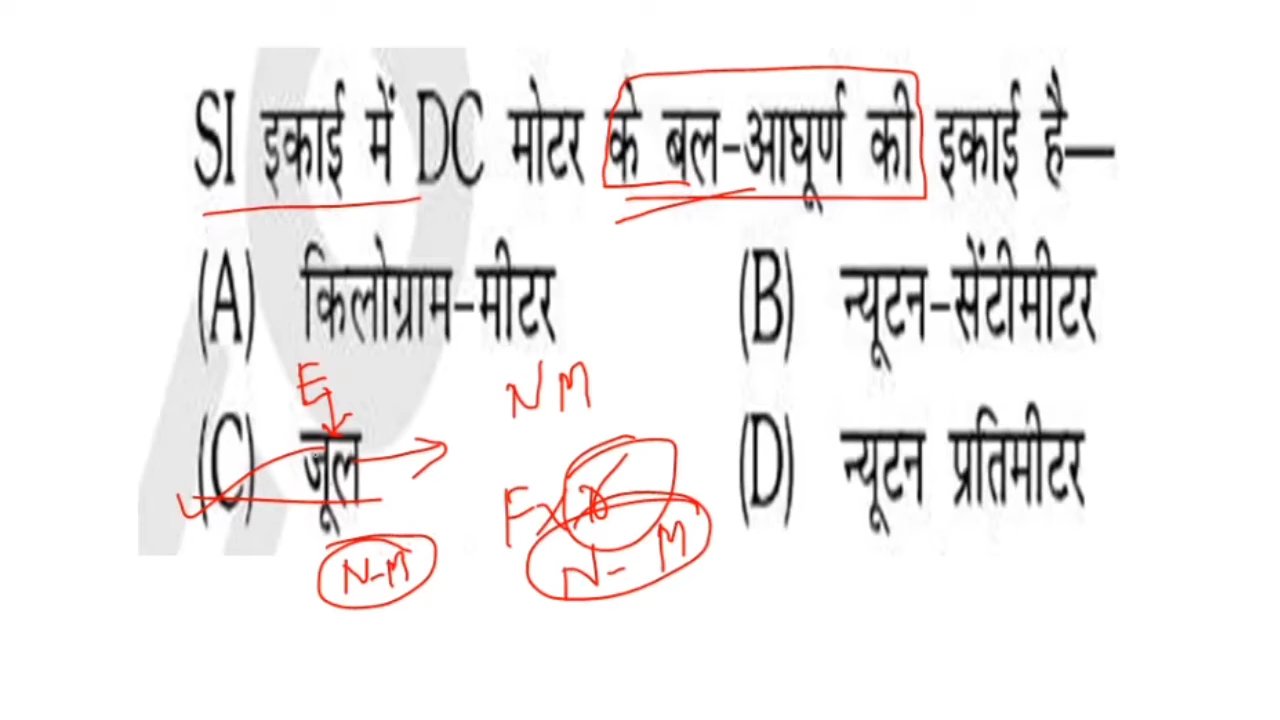 SI इकाई में DC मोटर के बल-आघूर्ण की इकाई है—
(A) किलोग्राम-मीटर (B) न्यूटन-सेंटीमीटर
E
N M
(C) जूल (D) न्यूटन प्रतिमीटर
F×
N-M N-M